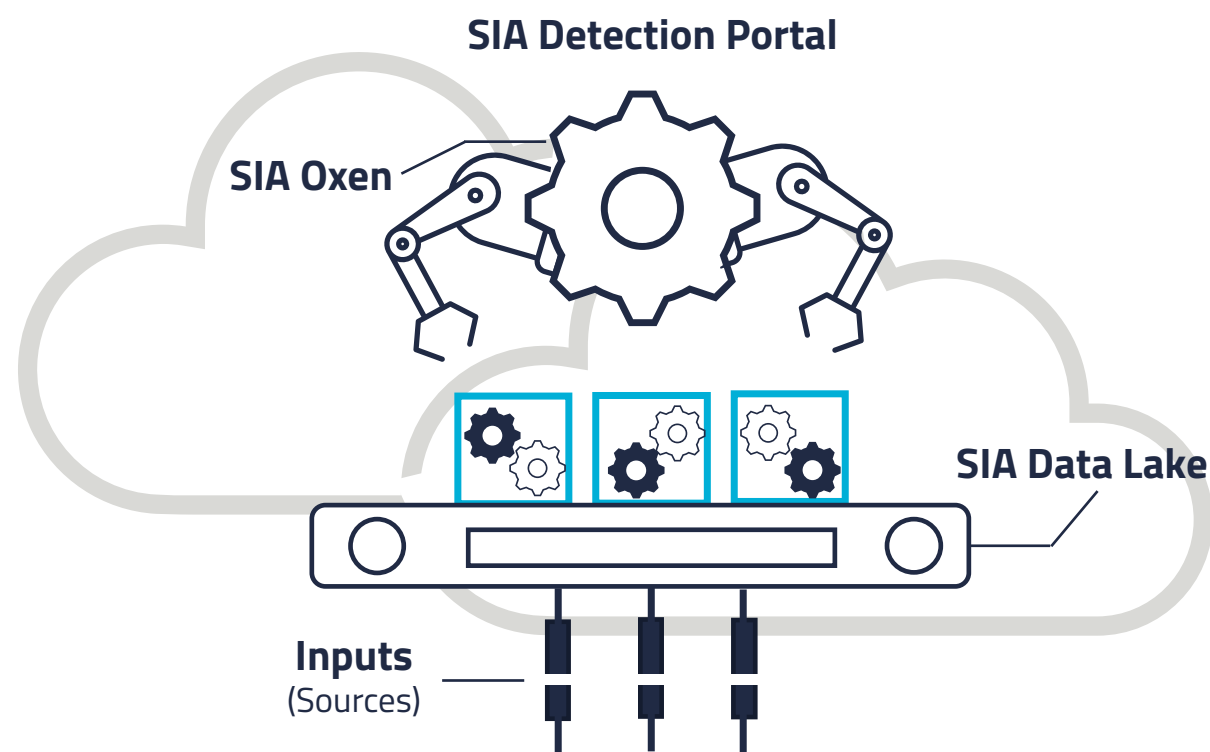 SIA Detection Portal
SIA Oxen
SIA Data Lake
Inputs
(Sources)